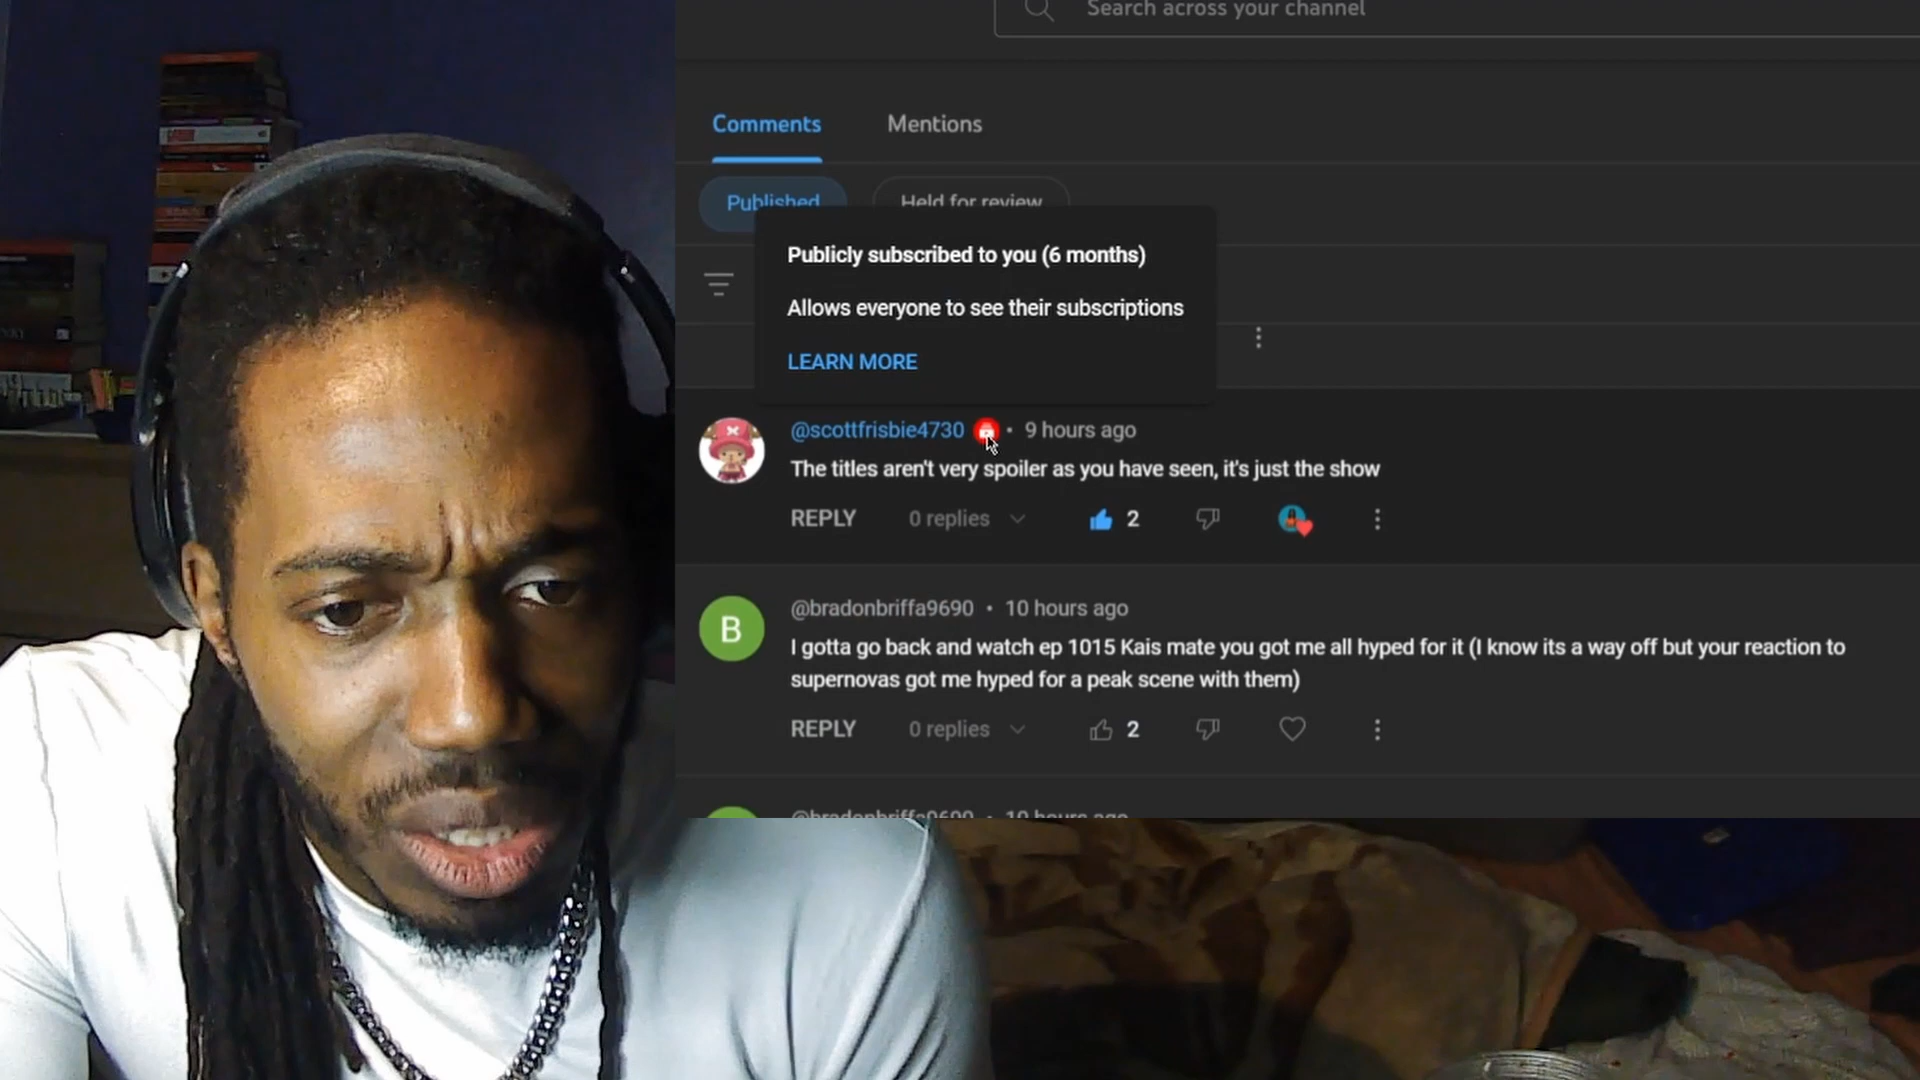 Search across your channel
Comments
Mentions
Published
Held for review
Publicly subscribed to you (6 months)
Allows everyone to see their subscriptions
LEARN MORE
@scottfrisbie4730 • 9 hours ago
The titles aren't very spoiler as you have seen, it's just the show
REPLY
0 replies
2
B
@bradonbriffa9690 • 10 hours ago
I gotta go back and watch ep 1015 Kais mate you got me all hyped for it (I know its a way off but your reaction to
supernovas got me hyped for a peak scene with them)
REPLY
0 replies
2
@bradonbriffa9690 • 10 hours ago